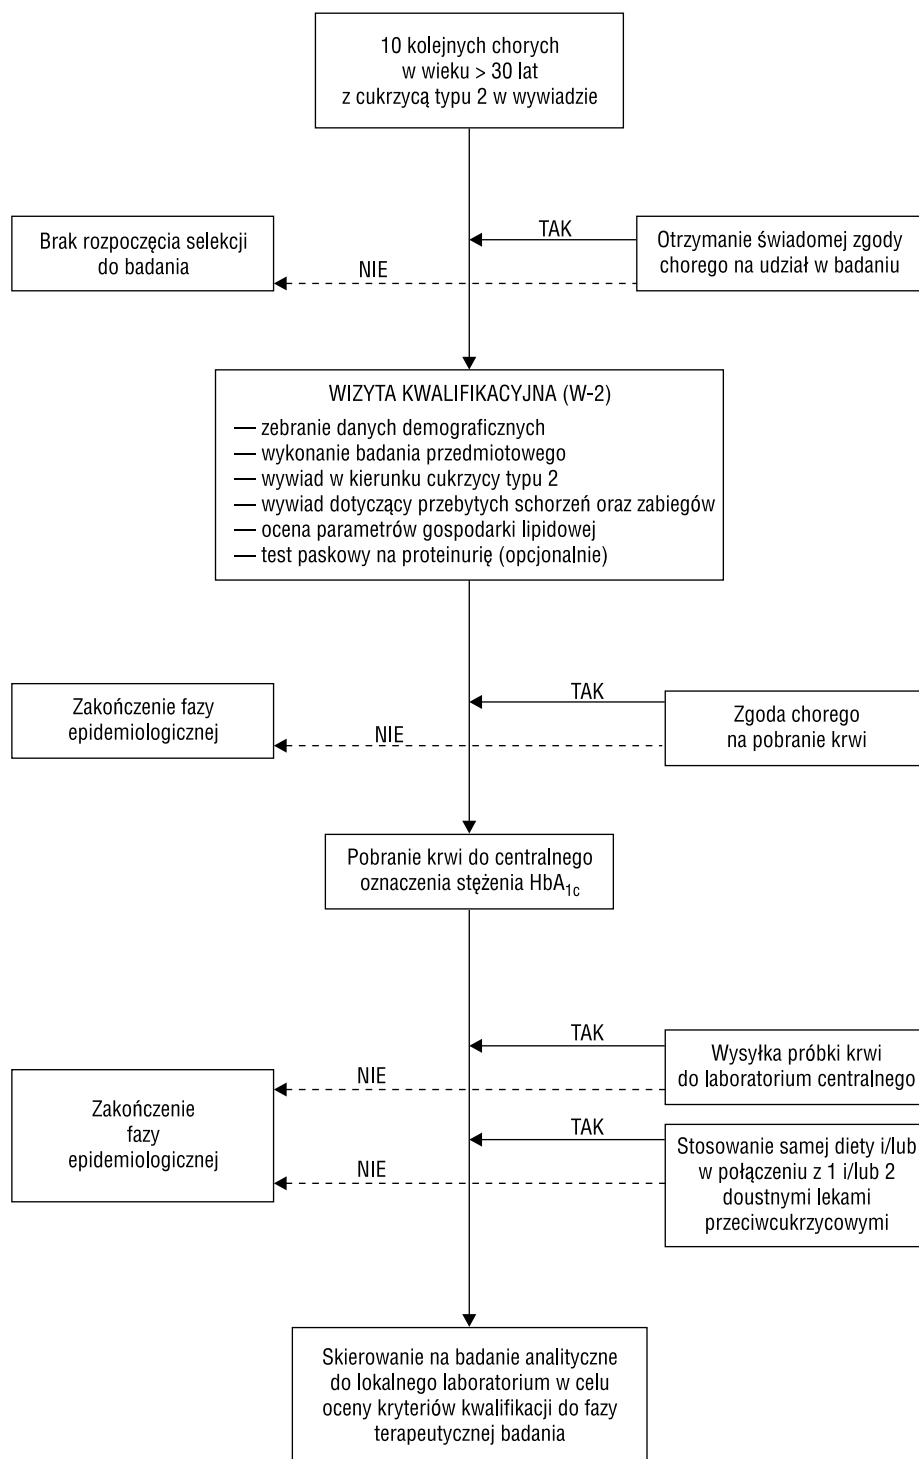 10 kolejnych chorych
w wieku > 30 lat
z cukrzycą typu 2 w wywiadzie
Brak rozpoczęcia selekcji
do badania
TAK
NIE
Otrzymanie świadomej zgody
chorego na udział w badaniu
WIZYTA KWALIFIKACYJNA (W-2)
— zebranie danych demograficznych
— wykonanie badania przedmiotowego
— wywiad w kierunku cukrzycy typu 2
— wywiad dotyczący przebytych schorzeń oraz zabiegów
— ocena parametrów gospodarki lipidowej
— test paskowy na proteinurię (opcjonalnie)
Zakończenie fazy
epidemiologicznej
TAK
NIE
Zgoda chorego
na pobranie krwi
Pobranie krwi do centralnego
oznaczenia stężenia HbA1c
TAK
NIE
Wysyłka próbki krwi
do laboratorium centralnego
Zakończenie
fazy
epidemiologicznej
TAK
NIE
Stosowanie samej diety i/lub
w połączeniu z 1 i/lub 2
doustnymi lekami
przeciwcukrzycowymi
Skierowanie na badanie analityczne
do lokalnego laboratorium w celu
oceny kryteriów kwalifikacji do fazy
terapeutycznej badania